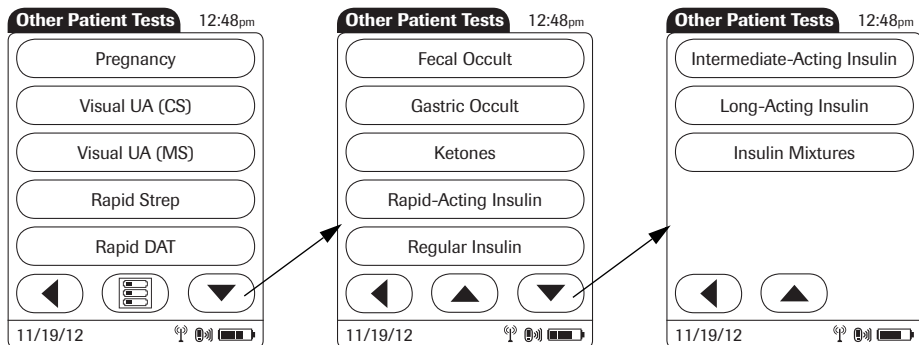 Other Patient Tests 12:48pm
Pregnancy
Visual UA (CS)
Visual UA (MS)
Rapid Strep
Rapid DAT
11/19/12
Other Patient Tests 12:48pm
Fecal Occult
Gastric Occult
Ketones
Rapid-Acting Insulin
Regular Insulin
11/19/12
Other Patient Tests 12:48pm
Intermediate-Acting Insulin
Long-Acting Insulin
Insulin Mixtures
11/19/12